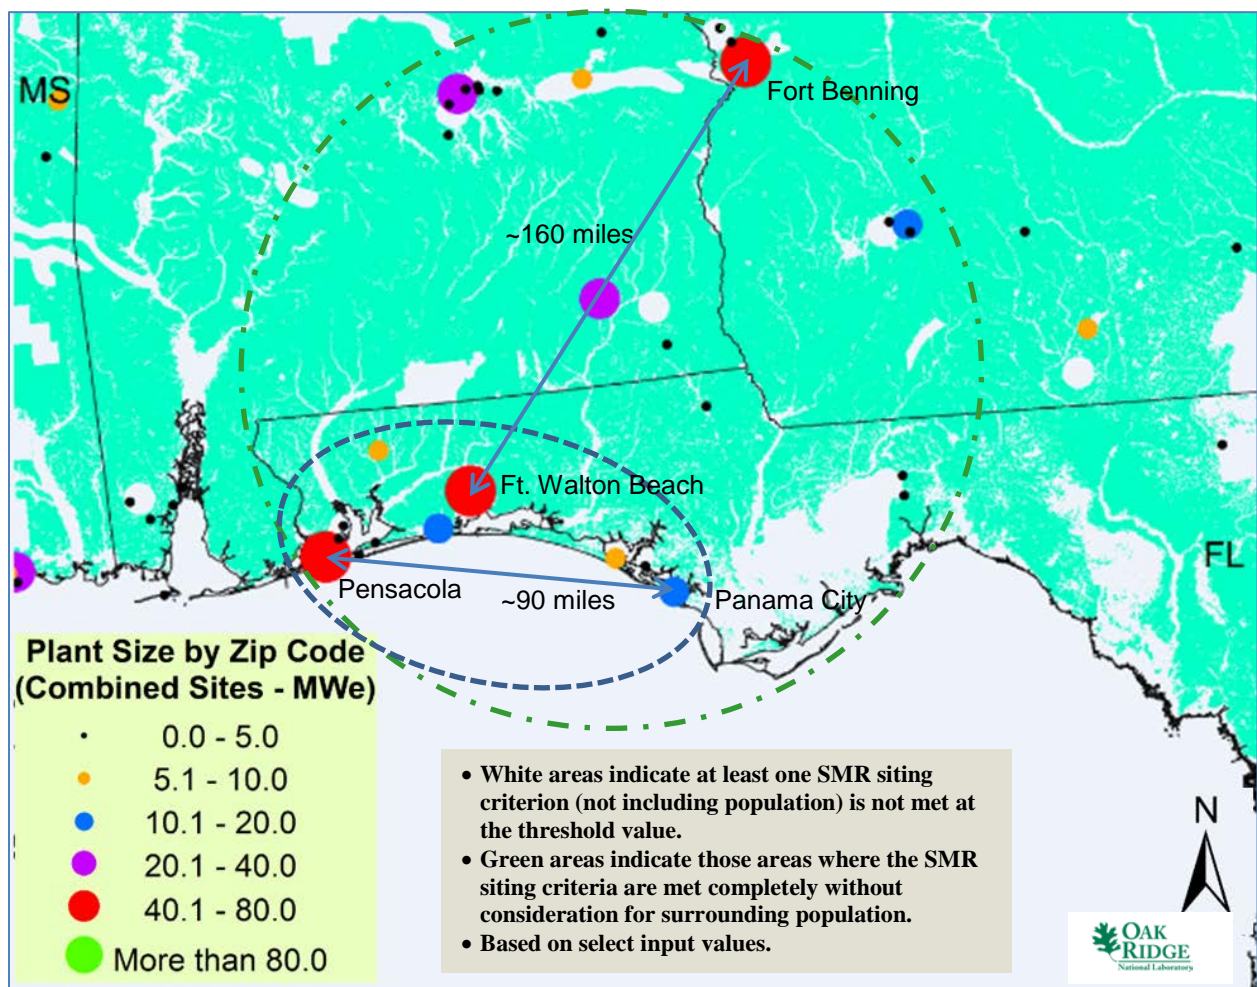 MS
Fort Benning
~160 miles
Ft. Walton Beach
FL
Pensacola
~90 miles
Panama City
Plant Size by Zip Code
(Combined Sites - MWe)
0.0 - 5.0
5.1 - 10.0
10.1 - 20.0
20.1 - 40.0
40.1 - 80.0
More than 80.0
• White areas indicate at least one SMR siting
criterion (not including population) is not met at
the threshold value.
• Green areas indicate those areas where the SMR
siting criteria are met completely without
consideration for surrounding population.
• Based on select input values.
N
OAK
RIDGE
National Laboratory